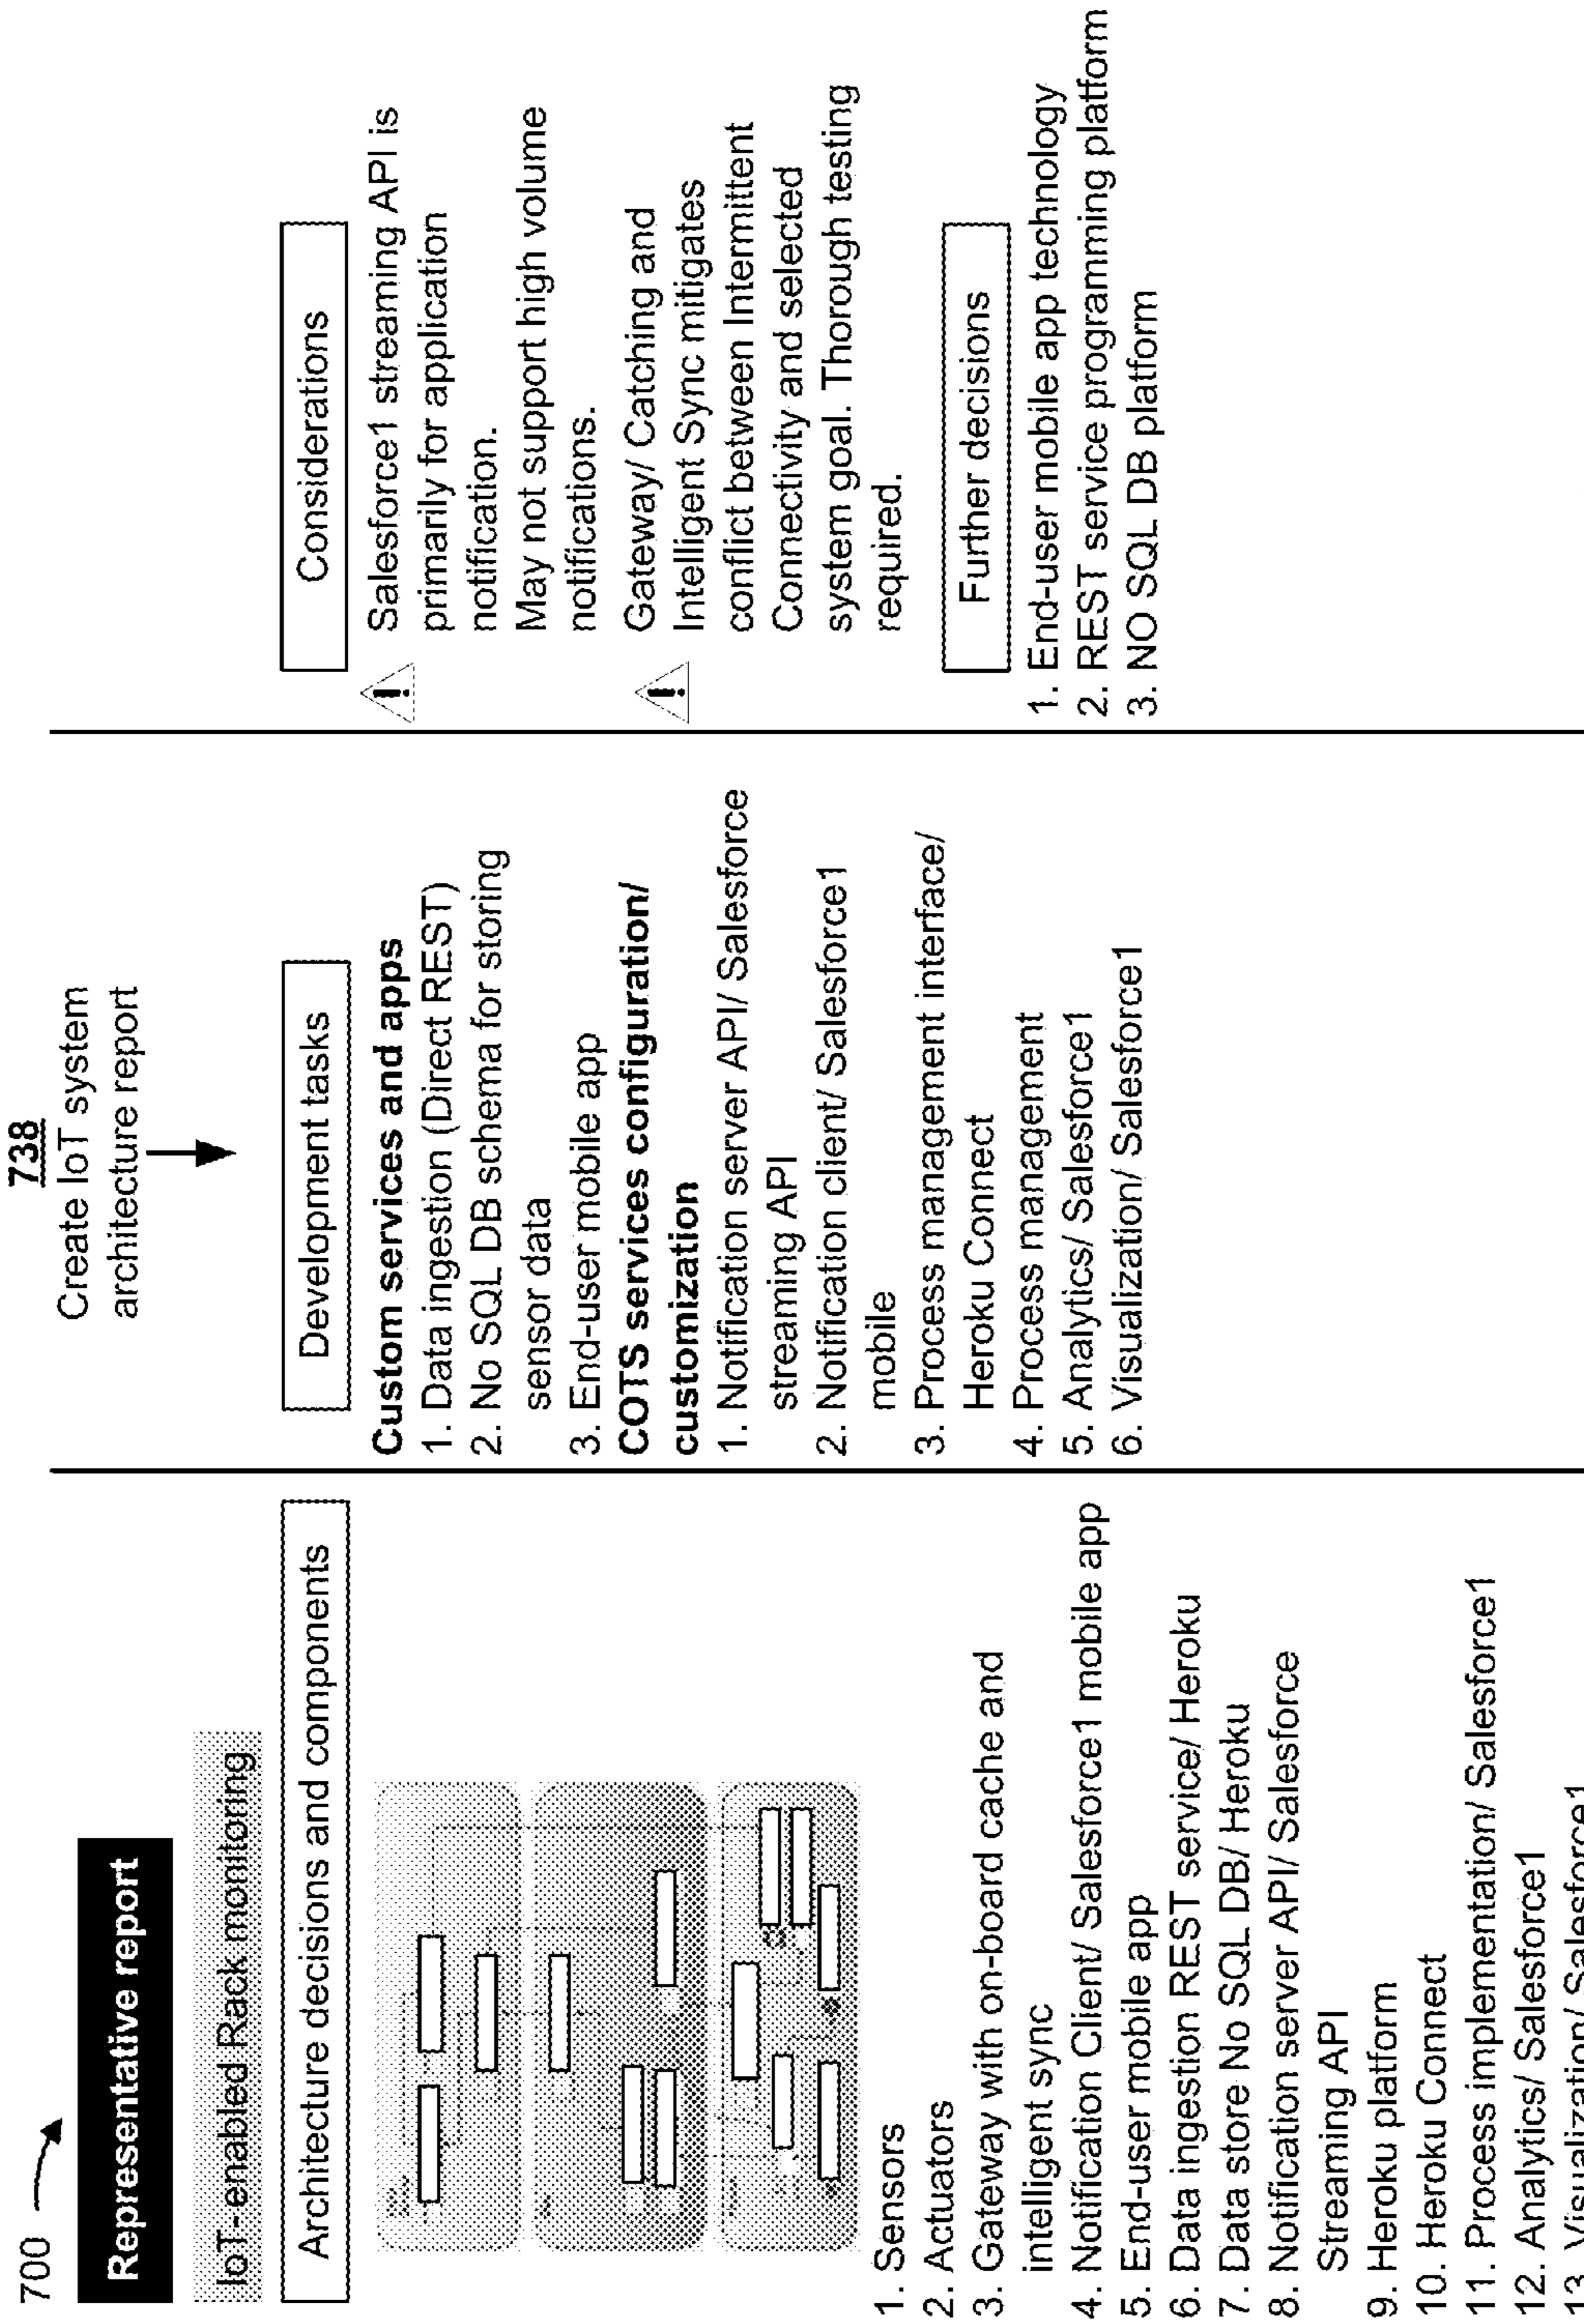 700
738
Create IoT system
architecture report
Representative report
IoT-enabled Rack monitoring
Architecture decisions and components
1. Sensors
2. Actuators
3. Gateway with on-board cache and
intelligent sync
4. Notification Client/ Salesforce1 mobile app
5. End-user mobile app
6. Data ingestion REST service/ Heroku
7. Data store No SQL DB/ Heroku
8. Notification server API/ Salesforce
Streaming API
9. Heroku platform
10. Heroku Connect
11. Process implementation/ Salesforce1
12. Analytics/ Salesforce1
13. Visualization/ Salesforce1
Development tasks
Custom services and apps
1. Data ingestion (Direct REST)
2. No SQL DB schema for storing
sensor data
3. End-user mobile app
COTS services configuration/
customization
1. Notification server API/ Salesforce
streaming API
2. Notification client/ Salesforce1
mobile
3. Process management interface/
Heroku Connect
4. Process management
5. Analytics/ Salesforce1
6. Visualization/ Salesforce1
Considerations
Salesforce1 streaming API is
primarily for application
notification.
May not support high volume
notifications.
Gateway/ Catching and
Intelligent Sync mitigates
conflict between Intermittent
Connectivity and selected
system goal. Thorough testing
required.
Further decisions
1. End-user mobile app technology
2. REST service programming platform
3. NO SQL DB platform